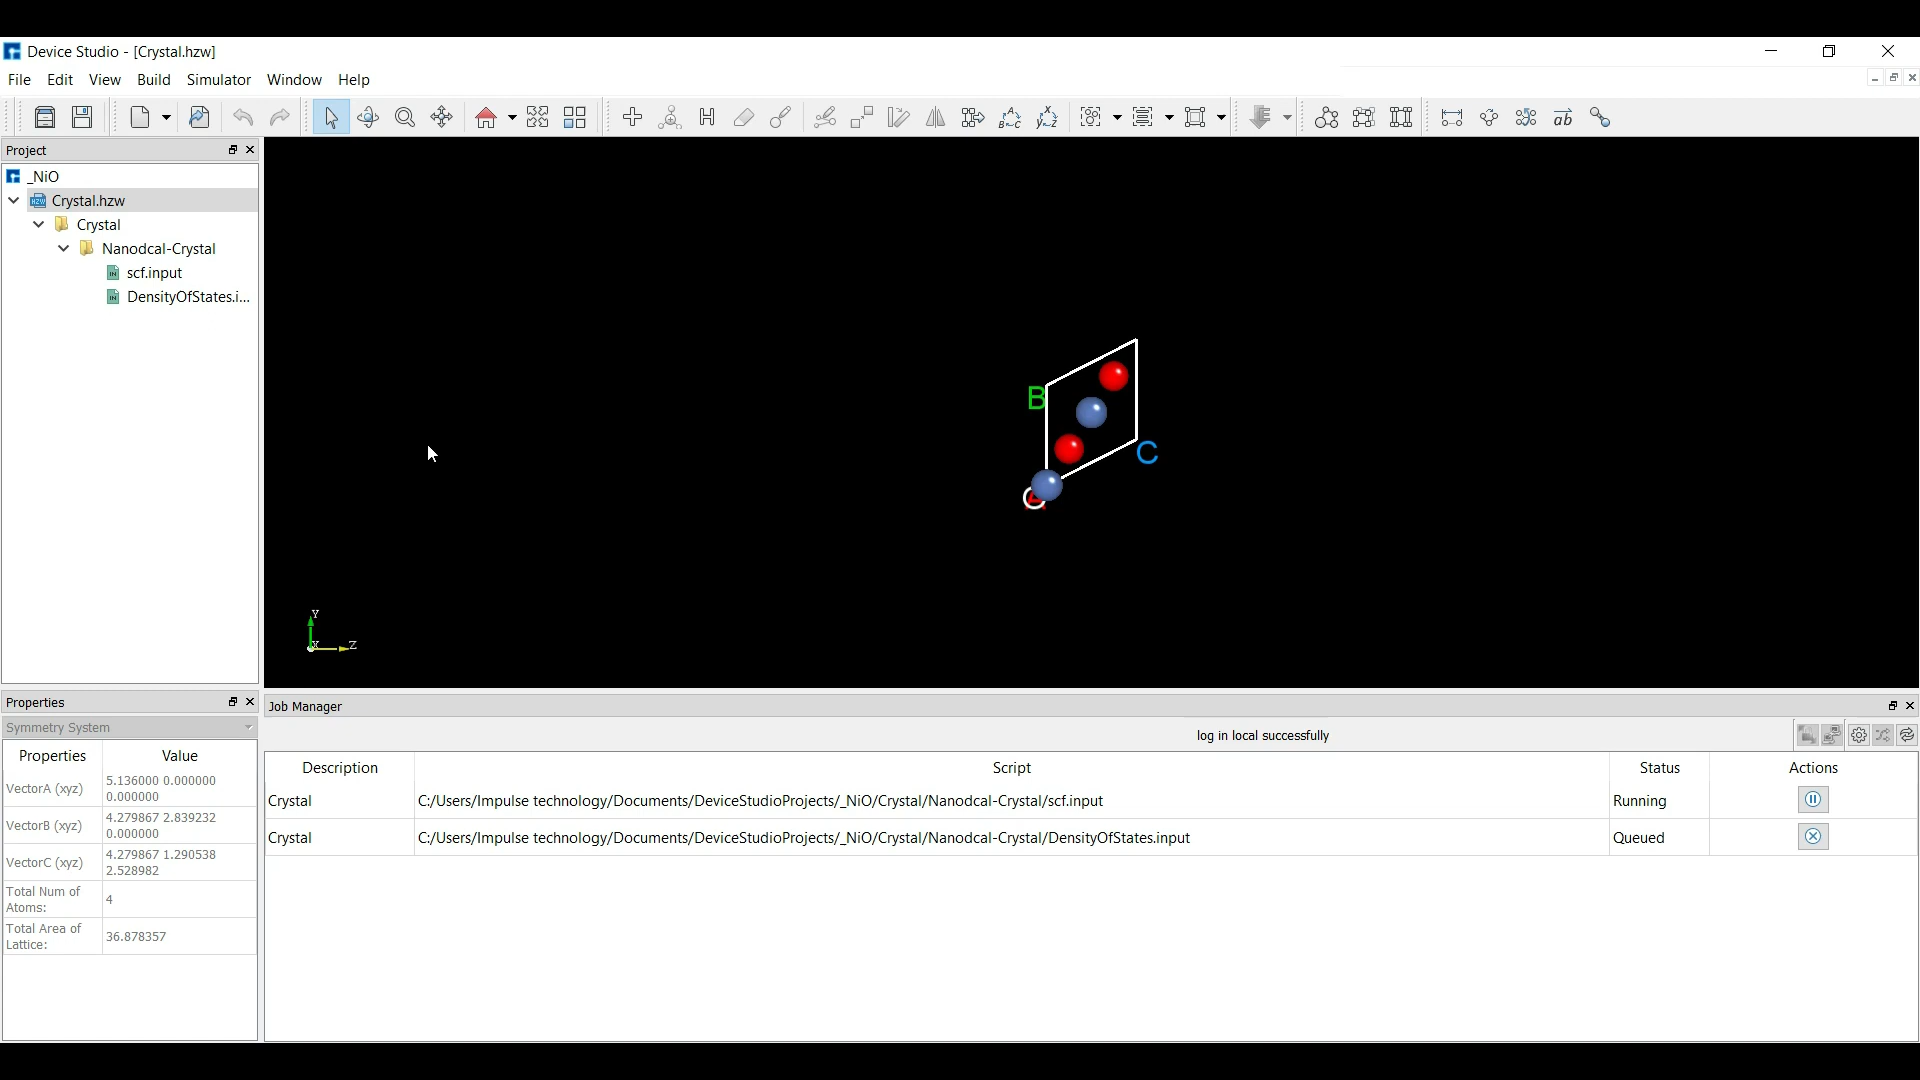 Device Studio - [Crystal.hzw]
File Edit View Build Simulator Window Help
Project
_NiO
Crystal.hzw
Crystal
Nanodcal-Crystal
scf.input
DensityOfStates.i...
B
C
A
Y
X
Z
Properties
Symmetry System
Properties Value
VectorA (xyz) 5.136000 0.000000
0.000000
VectorB (xyz) 4.279867 2.839232
0.000000
VectorC (xyz) 4.279867 1.290538
2.528982
Total Num of
Atoms: 4
Total Area of
Lattice: 36.878357
Job Manager
log in local successfully
Description Script Status Actions
Crystal C:/Users/Impulse technology/Documents/DeviceStudioProjects/_NiO/Crystal/Nanodcal-Crystal/scf.input Running
Crystal C:/Users/Impulse technology/Documents/DeviceStudioProjects/_NiO/Crystal/Nanodcal-Crystal/DensityOfStates.input Queued